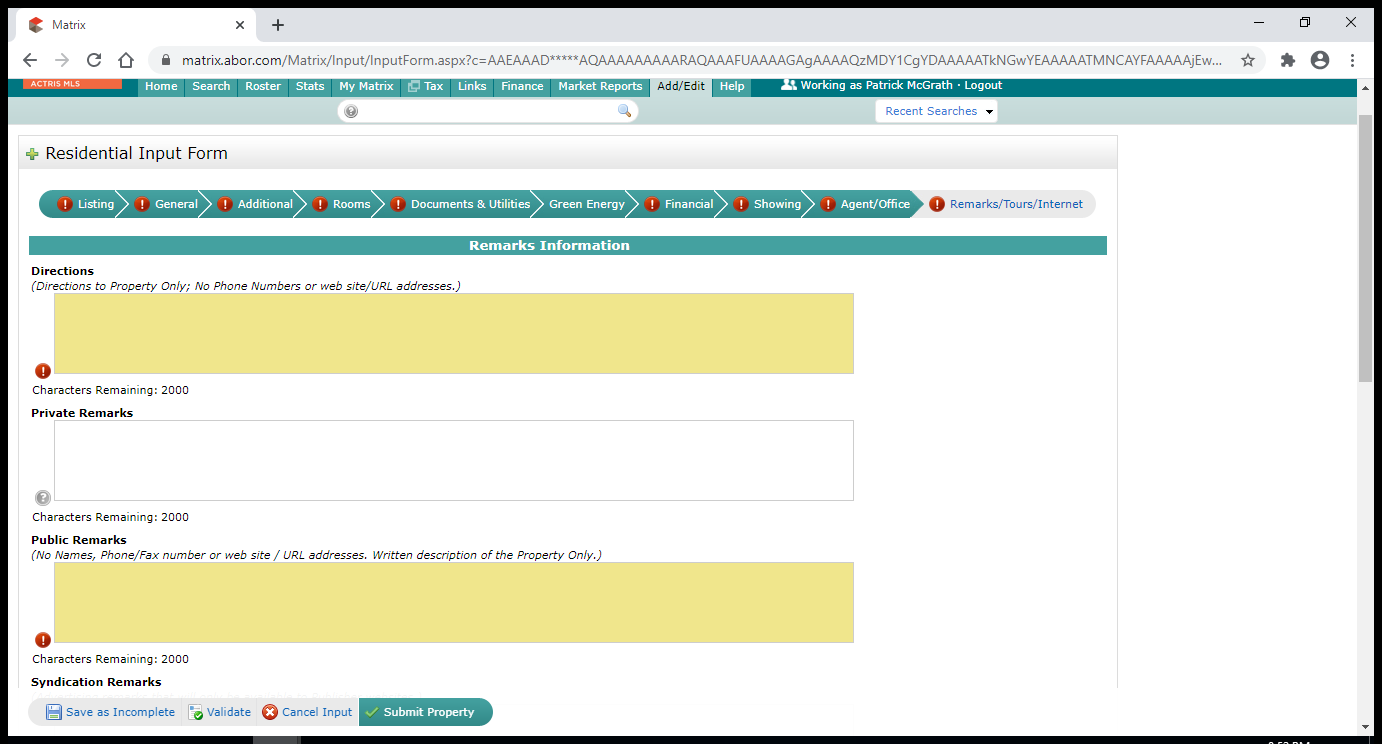 Matrix
matrix.abor.com/Matrix/Input/InputForm.aspx?c=AAEAAAD*****AQAAAAAAAAARAQAAAFUAAAAGAgAAAAQzMDY1CgYDAAAAATkNGwYEAAAAATMNCAYFAAAAAjEw...
ACTRIS MLS
Home Search Roster Stats My Matrix Tax Links Finance Market Reports Add/Edit Help Working as Patrick McGrath · Logout
Recent Searches
Residential Input Form
Listing General Additional Rooms Documents & Utilities Green Energy Financial Showing Agent/Office Remarks/Tours/Internet
Remarks Information
Directions
(Directions to Property Only; No Phone Numbers or web site/URL addresses.)
Characters Remaining: 2000
Private Remarks
Characters Remaining: 2000
Public Remarks
(No Names, Phone/Fax number or web site / URL addresses. Written description of the Property Only.)
Characters Remaining: 2000
Syndication Remarks
Save as Incomplete Validate Cancel Input Submit Property